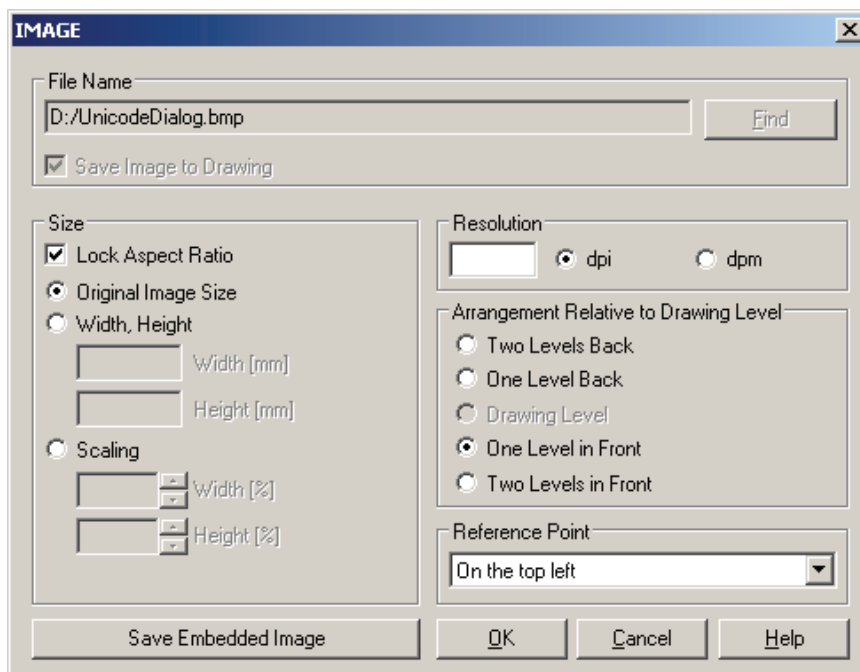 IMAGE
File Name
D:/UnicodeDialog.bmp
Find
Save Image to Drawing
Size
Lock Aspect Ratio
Original Image Size
Width, Height
Width [mm]
Height [mm]
Scaling
Width [%]
Height [%]
Resolution
dpi dpm
Arrangement Relative to Drawing Level
Two Levels Back
One Level Back
Drawing Level
One Level in Front
Two Levels in Front
Reference Point
On the top left
Save Embedded Image
OK
Cancel
Help